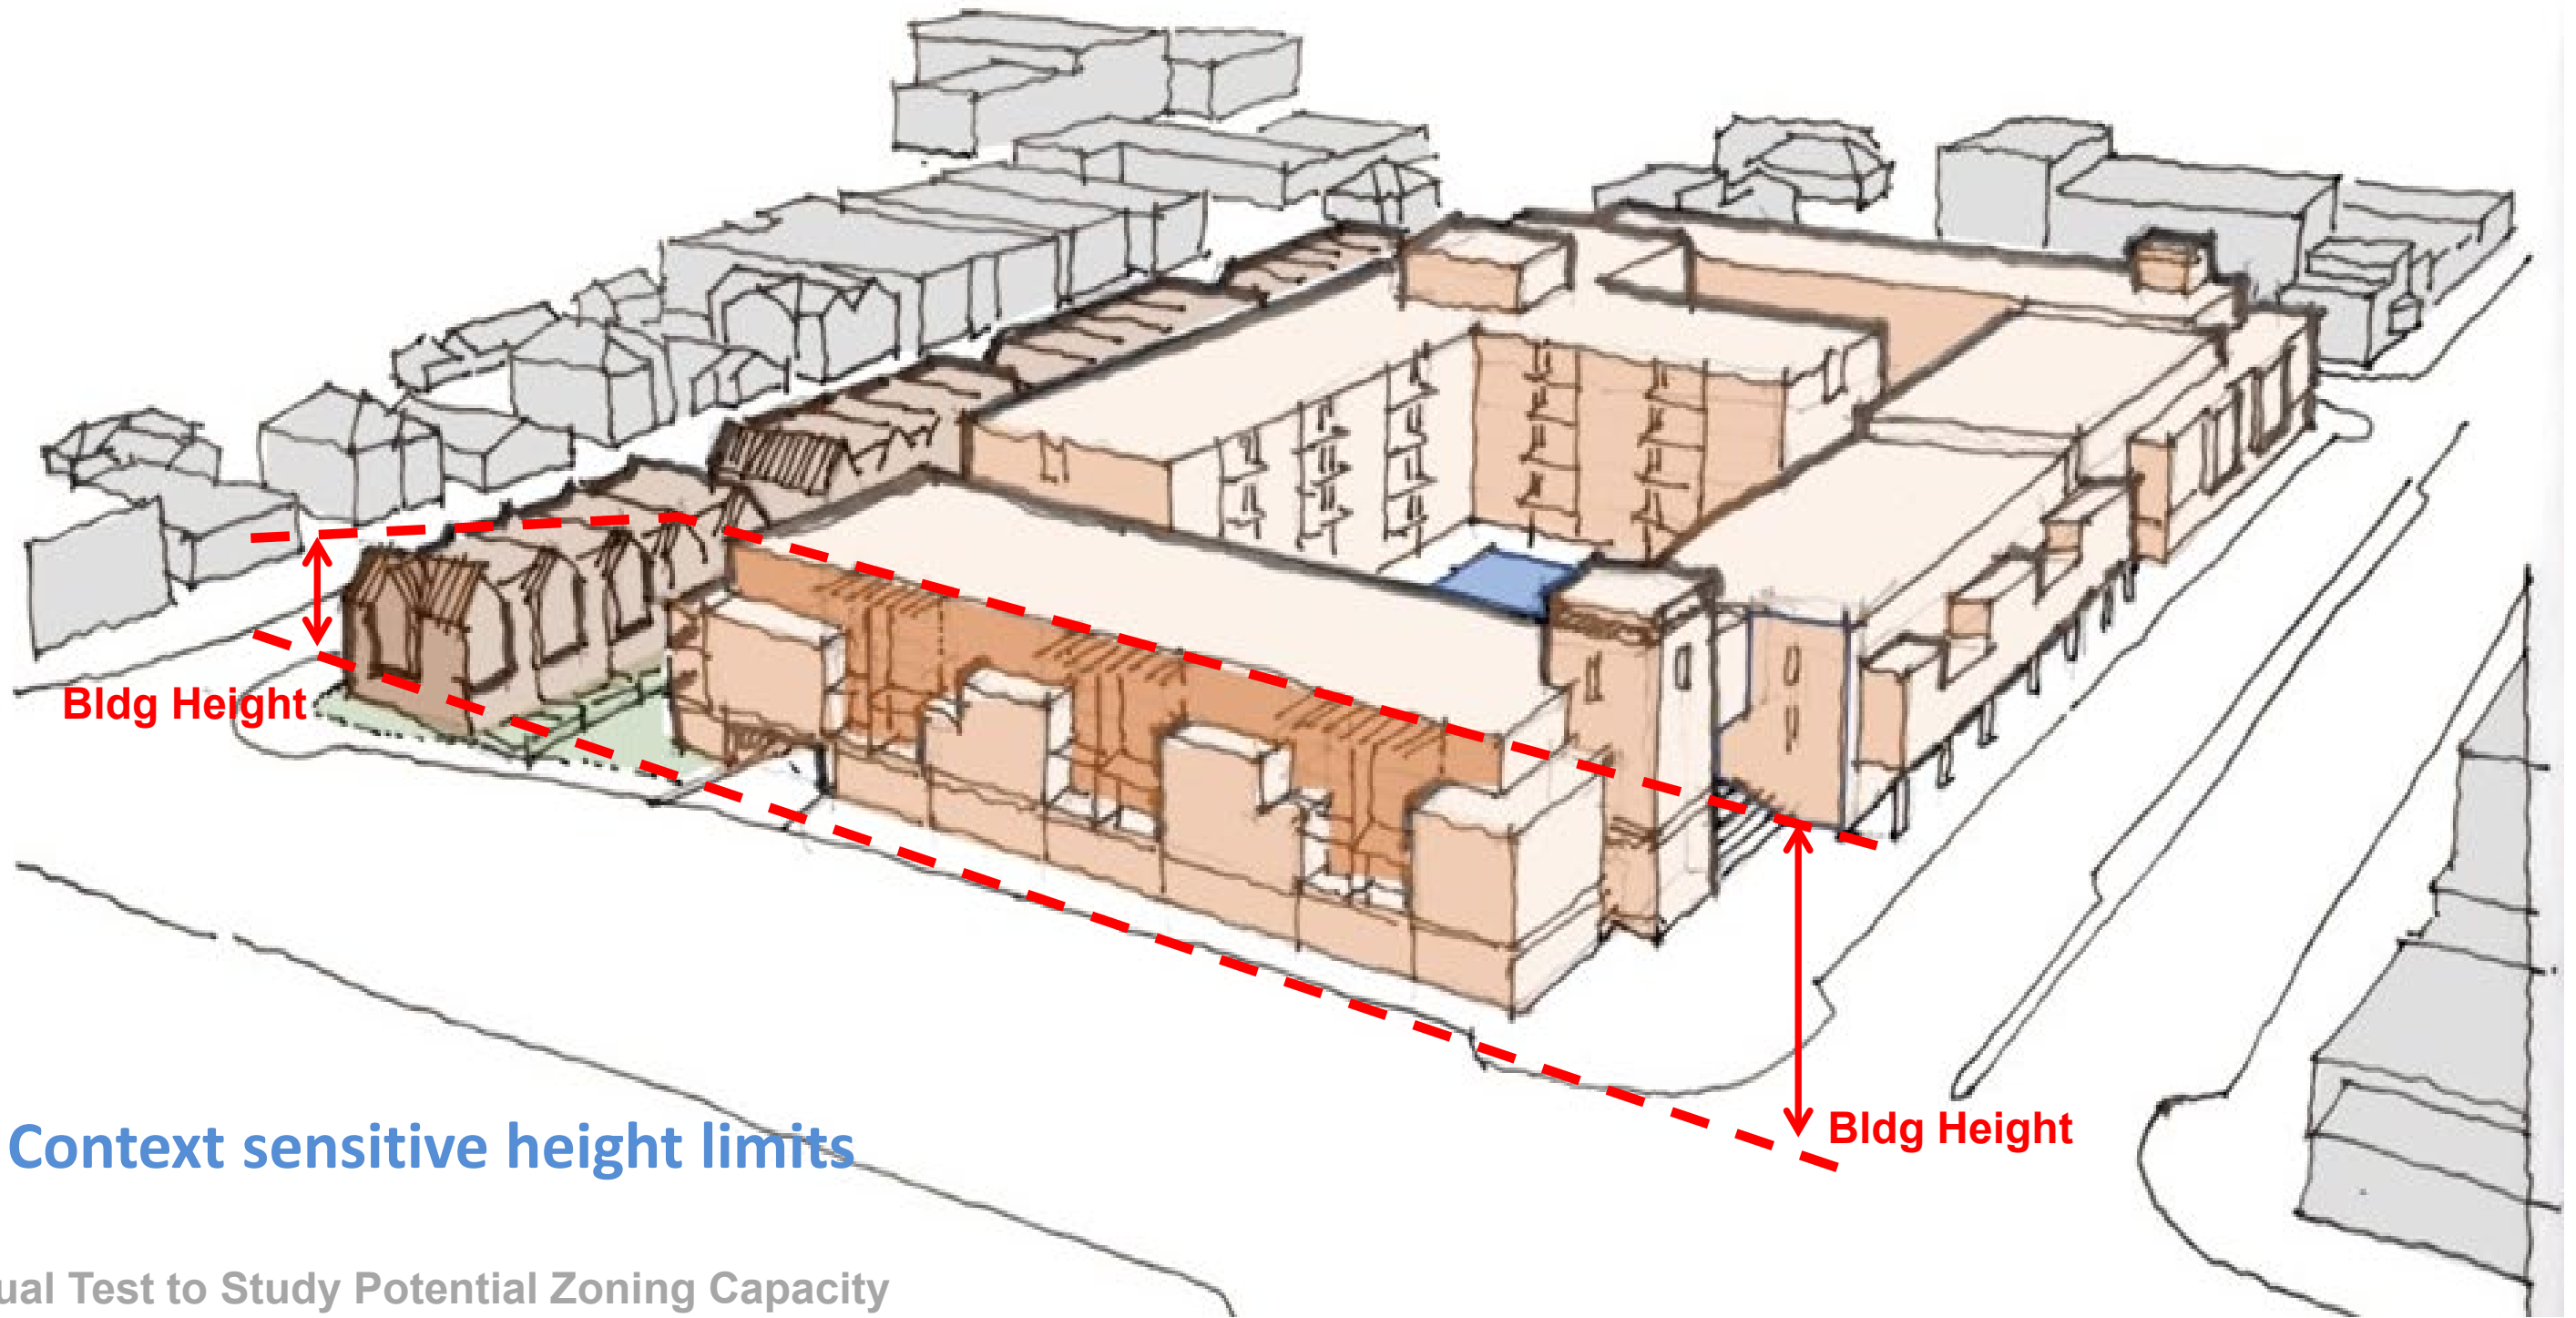 Bldg Height
Bldg Height
Context sensitive height limits
ual Test to Study Potential Zoning Capacity